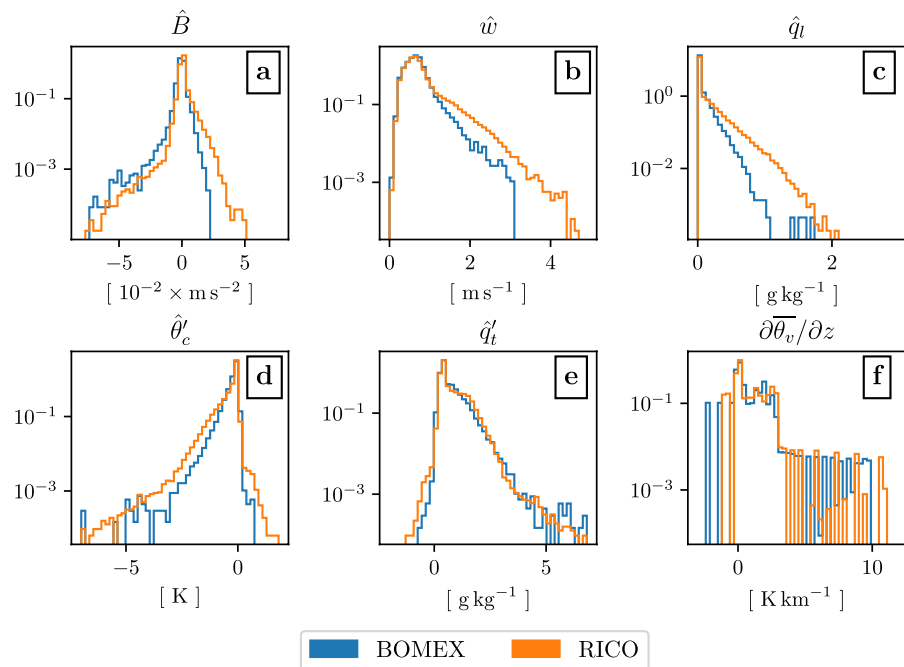 B̂ ŵ q̂_l
a b c
10⁻¹ 10⁻¹ 10⁰
10⁻³ 10⁻³ 10⁻²
−5 0 5 0 2 4 0 2
[ 10⁻² × m s⁻² ] [ m s⁻¹ ] [ g kg⁻¹ ]
θ̂′_c q̂′_t ∂θ̅_v/∂z
d e f
10⁻¹ 10⁻¹ 10⁻¹
10⁻³ 10⁻³ 10⁻³
−5 0 0 5 0 10
[ K ] [ g kg⁻¹ ] [ K km⁻¹ ]
BOMEX RICO